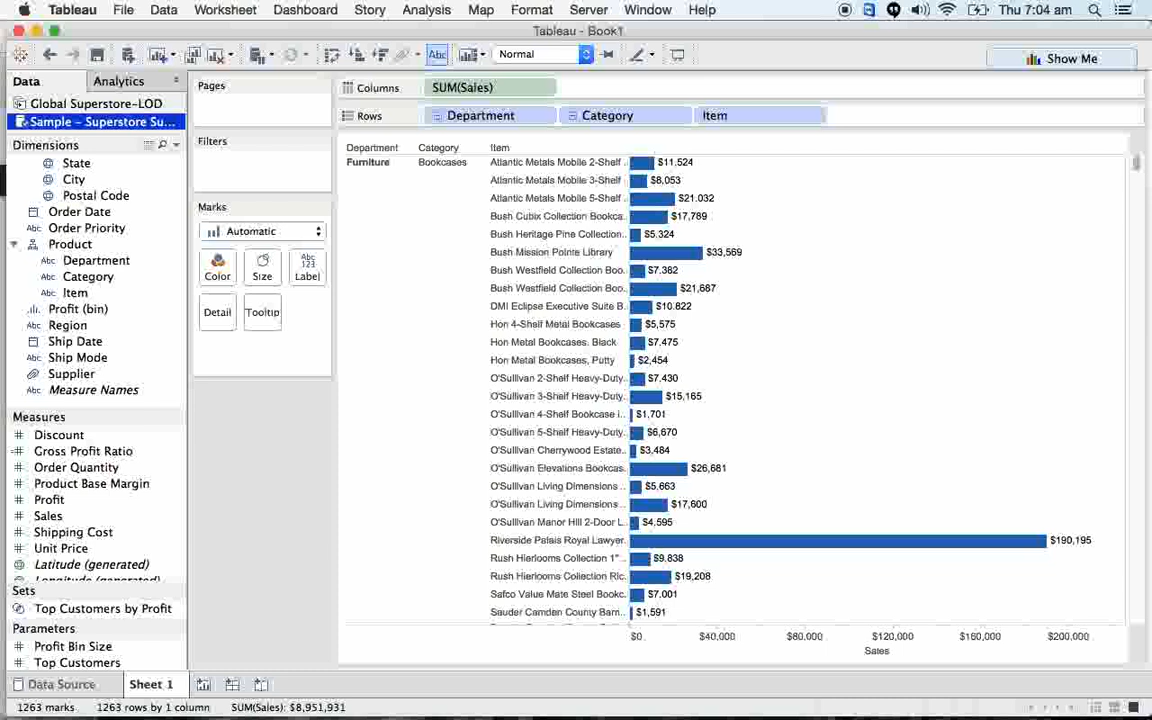 Tableau File Data Worksheet Dashboard Story Analysis Map Format Server Window Help Thu 7:04 am
Tableau - Book1
Abc Normal Show Me
Data Analytics
Global Superstore-LOD
Sample - Superstore Su...
Dimensions
State
City
Postal Code
Order Date
Abc Order Priority
Product
Abc Department
Abc Category
Abc Item
Profit (bin)
Abc Region
Ship Date
Abc Ship Mode
Supplier
Abc Measure Names
Measures
# Discount
=# Gross Profit Ratio
# Order Quantity
# Product Base Margin
# Profit
# Sales
# Shipping Cost
# Unit Price
Latitude (generated)
Longitude (generated)
Sets
Top Customers by Profit
Parameters
# Profit Bin Size
# Top Customers
Pages
Filters
Marks
Automatic
Color Size Abc 123 Label
Detail Tooltip
Columns SUM(Sales)
Rows Department Category Item
Department Category Item
Furniture Bookcases Atlantic Metals Mobile 2-Shelf .. $11,524
Atlantic Metals Mobile 3-Shelf .. $8,053
Atlantic Metals Mobile 5-Shelf .. $21,032
Bush Cubix Collection Bookca.. $17,789
Bush Heritage Pine Collection.. $5,324
Bush Mission Pointe Library $33,569
Bush Westfield Collection Boo.. $7,382
Bush Westfield Collection Boo.. $21,687
DMI Eclipse Executive Suite B.. $10,822
Hon 4-Shelf Metal Bookcases $5,575
Hon Metal Bookcases, Black $7,475
Hon Metal Bookcases, Putty $2,454
O'Sullivan 2-Shelf Heavy-Duty.. $7,430
O'Sullivan 3-Shelf Heavy-Duty.. $15,165
O'Sullivan 4-Shelf Bookcase i.. $1,701
O'Sullivan 5-Shelf Heavy-Duty.. $6,670
O'Sullivan Cherrywood Estate.. $3,484
O'Sullivan Elevations Bookcas.. $26,681
O'Sullivan Living Dimensions .. $5,663
O'Sullivan Living Dimensions .. $17,600
O'Sullivan Manor Hill 2-Door L.. $4,595
Riverside Palais Royal Lawyer.. $190,195
Rush Hierlooms Collection 1".. $9,838
Rush Hierlooms Collection Ric.. $19,208
Safco Value Mate Steel Bookc.. $7,001
Sauder Camden County Barri.. $1,591
$0 $40,000 $80,000 $120,000 $160,000 $200,000
Sales
Data Source Sheet 1
1263 marks 1263 rows by 1 column SUM(Sales): $8,951,931